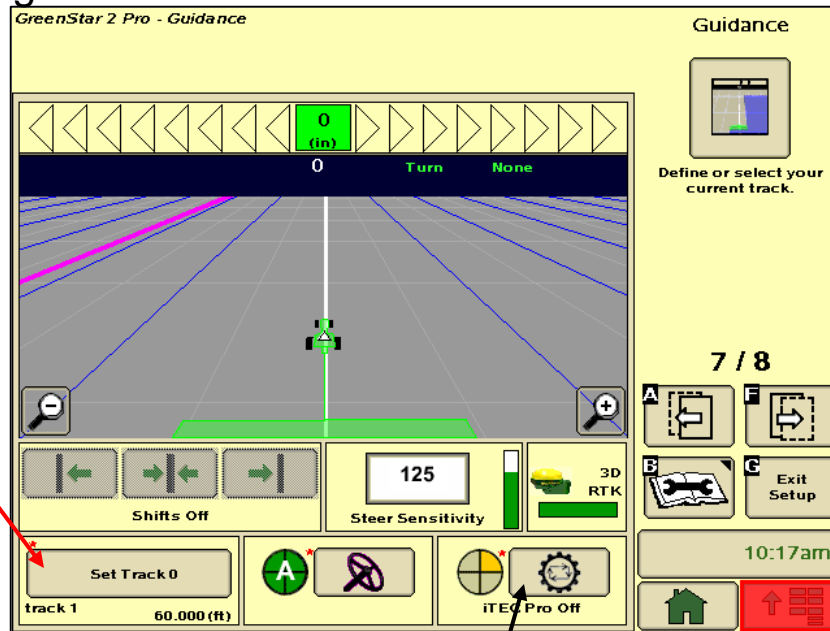 GreenStar 2 Pro - Guidance
Guidance
0
(in)
0 Turn None
Define or select your
current track.
7 / 8
A
F
B
G
Exit
Setup
125
Steer Sensitivity
3D
RTK
Shifts Off
*
Set Track 0
track 1
60.000 (ft)
A
*
*
iTEC Pro Off
10:17am